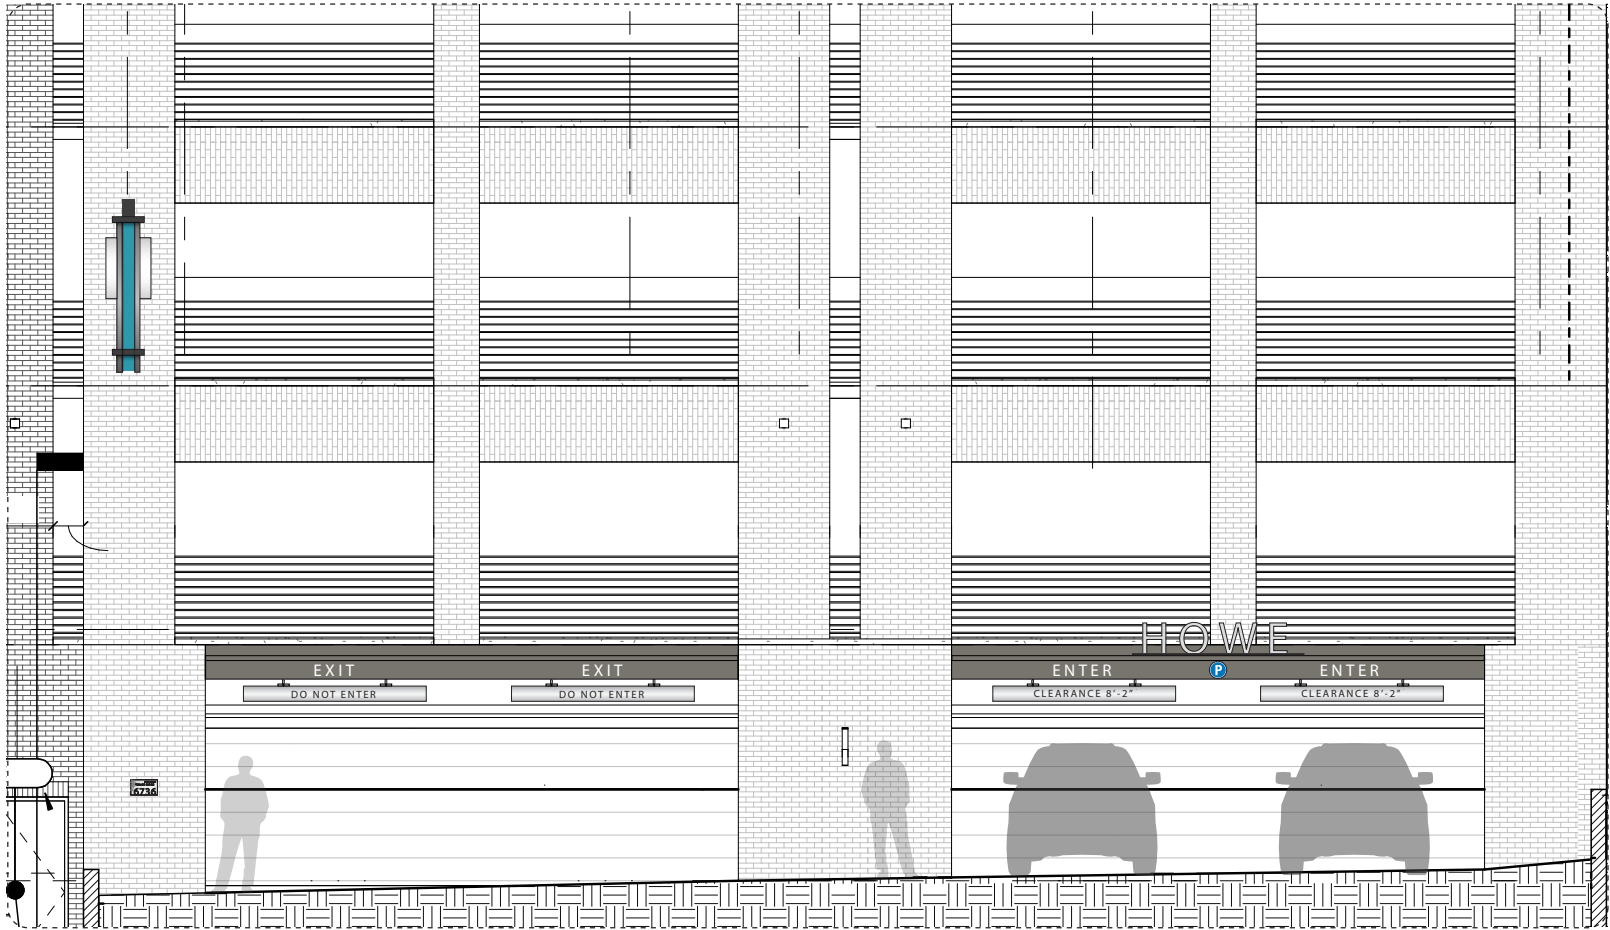 HOWE
EXIT EXIT
ENTER P ENTER
DO NOT ENTER DO NOT ENTER
CLEARANCE 8'-2" CLEARANCE 8'-2"
6736